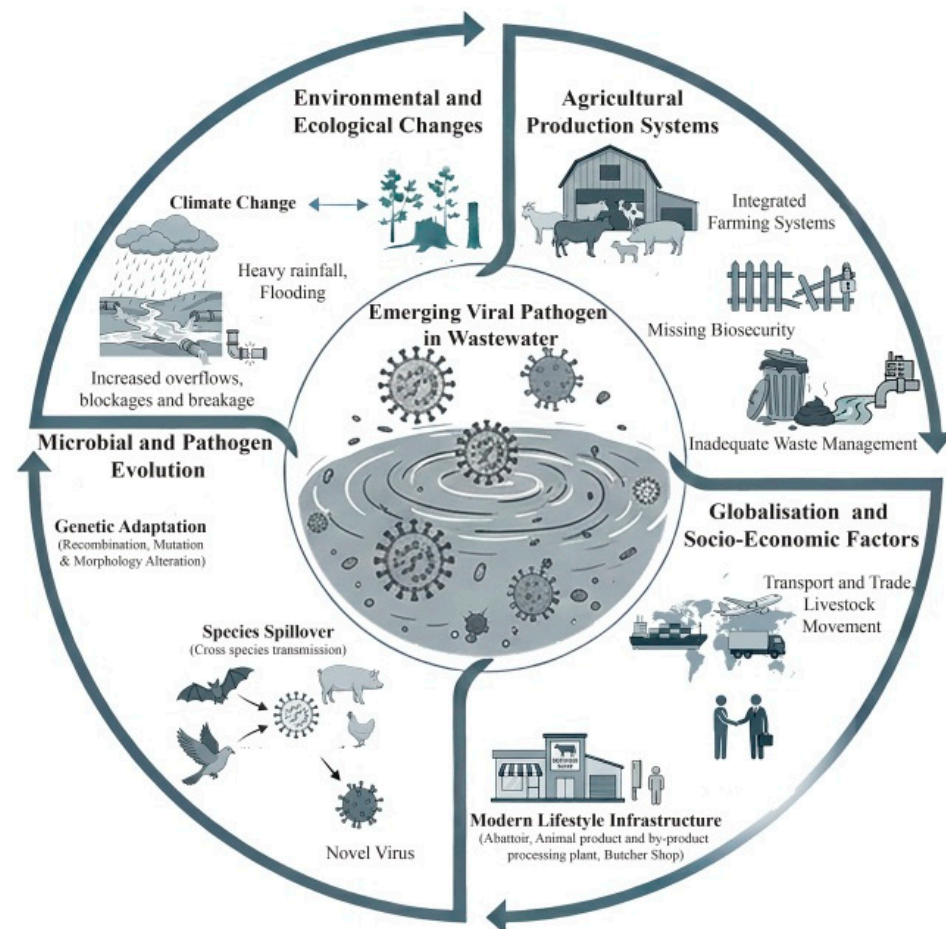 Environmental and
Ecological Changes
Climate Change
Heavy rainfall,
Flooding
Increased overflows,
blockages and breakage
Agricultural
Production Systems
Integrated
Farming Systems
Missing Biosecurity
Inadequate Waste Management
Emerging Viral Pathogen
in Wastewater
Microbial and Pathogen
Evolution
Genetic Adaptation
(Recombination, Mutation
& Morphology Alteration)
Species Spillover
(Cross species transmission)
Novel Virus
Globalisation and
Socio-Economic Factors
Transport and Trade,
Livestock
Movement
Modern Lifestyle Infrastructure
(Abattoir, Animal product and by-product
processing plant, Butcher Shop)